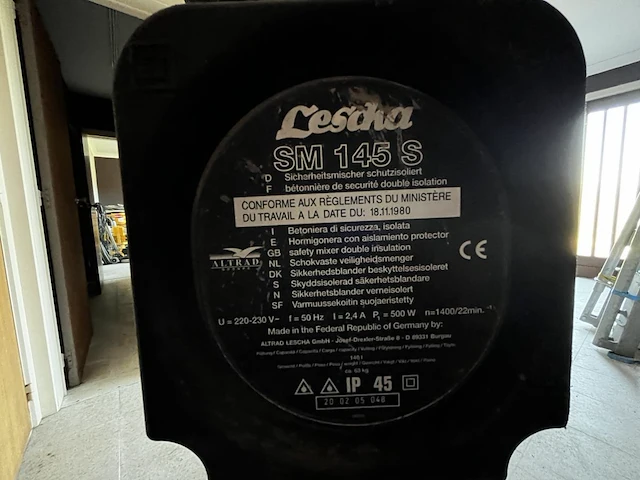 Lescha
SM 145 S
D Sicherheitsmischer schutzisoliert
F bétonnière de securité double isolation
CONFORME AUX RÈGLEMENTS DU MINISTÈRE
DU TRAVAIL A LA DATE DU: 18.11.1980
I Betoniera di sicurezza, isolata
E Hormigonera con aislamiento protector
GB safety mixer double insulation
NL Schokvaste veiligheidsmenger
DK Sikkerhedsblander beskyttelsesisoleret
S Skyddsisolerad säkerhetsblandare
N Sikkerhetsblander verneisolert
SF Varmuussekoitin suojaeristetty
ALTRAD
CE
U = 220-230 V~ f = 50 Hz I = 2,4 A P₁ = 500 W n=1400/22min.
Made in the Federal Republic of Germany by:
ALTRAD LESCHA GmbH - Josef-Drexler-Straße 8 - D 89331 Burgau
ca. 63 kg
IP 45
20 02 05 048